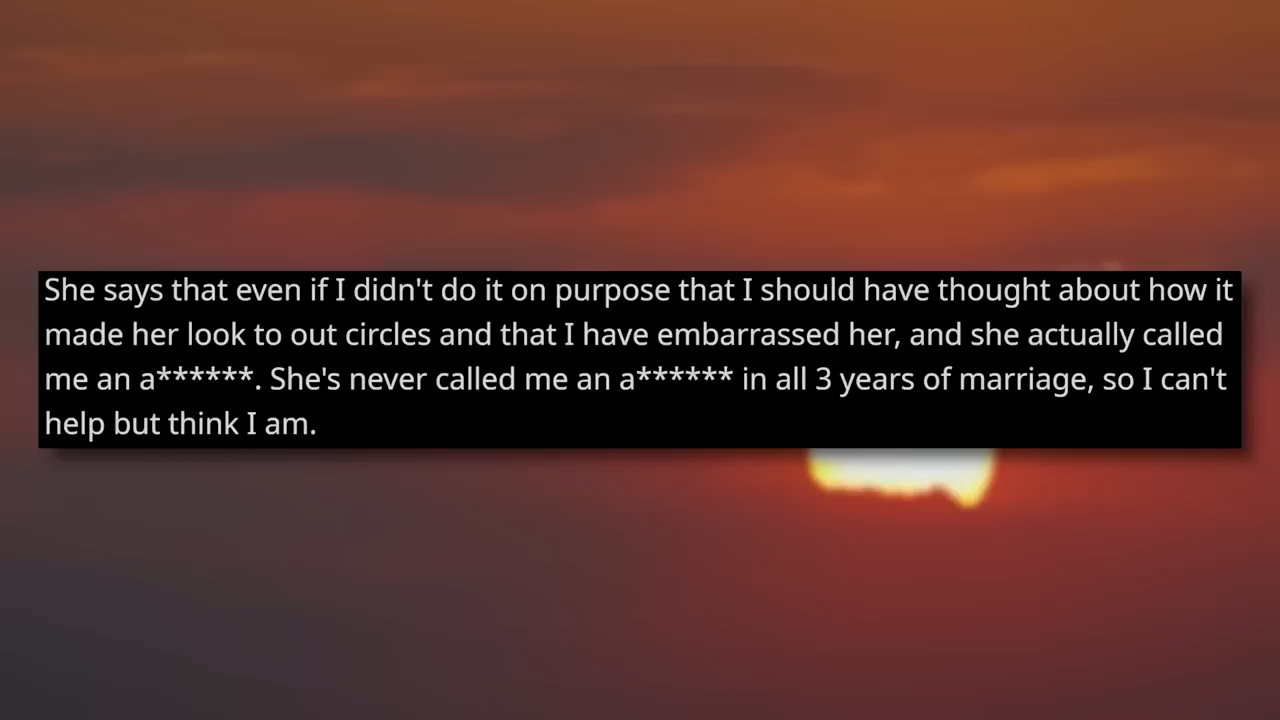 She says that even if I didn't do it on purpose that I should have thought about how it
made her look to out circles and that I have embarrassed her, and she actually called
me an a******. She's never called me an a****** in all 3 years of marriage, so I can't
help but think I am.